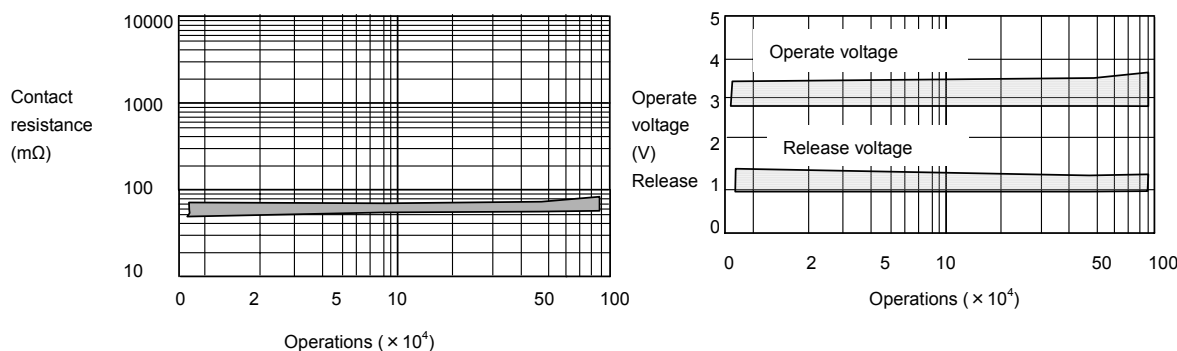 10000
1000
100
10
Contact
resistance
(mΩ)
0 2 5 10 50 100
Operations ( × 10⁴)
5
4
3
2
1
0
Operate
voltage
(V)
Release
Operate voltage
Release voltage
0 2 5 10 50 100
Operations ( × 10⁴)